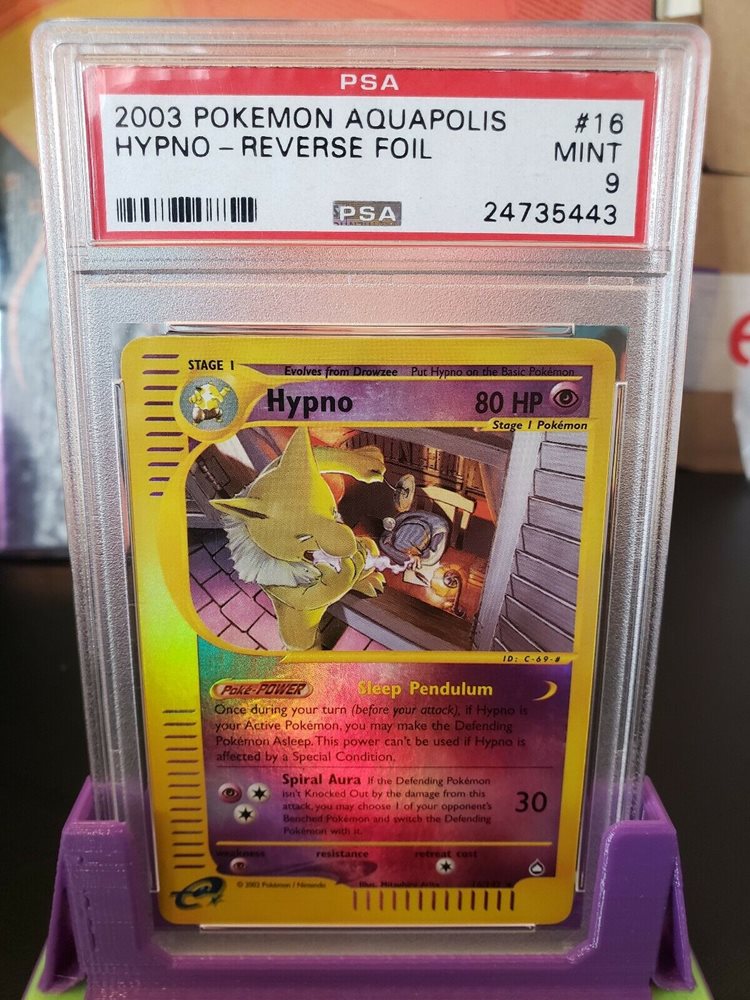 PSA
2003 POKEMON AQUAPOLIS #16
HYPNO - REVERSE FOIL MINT
9
PSA 24735443
STAGE 1 Evolves from Drowzee Put Hypno on the Basic Pokémon
Hypno 80 HP
Stage 1 Pokémon
ID: C-69-#
Poké-POWER Sleep Pendulum
Once during your turn (before your attack), if Hypno is
your Active Pokémon, you may make the Defending
Pokémon Asleep. This power can't be used if Hypno is
affected by a Special Condition.
Spiral Aura If the Defending Pokémon
isn't Knocked Out by the damage from this
attack, you may choose 1 of your opponent's
Benched Pokémon and switch the Defending
Pokémon with it.
30
weakness resistance retreat cost
© 2002 Pokémon / Nintendo Illus. Mitsuhiro Arita
e